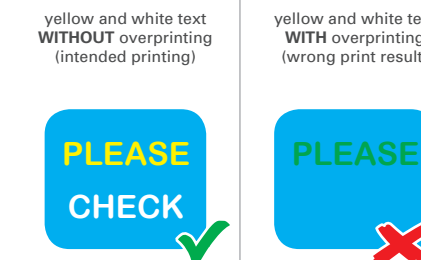 yellow and white text
WITHOUT overprinting
(intended printing)
PLEASE
CHECK
yellow and white te
WITH overprinting
(wrong print result
PLEASE